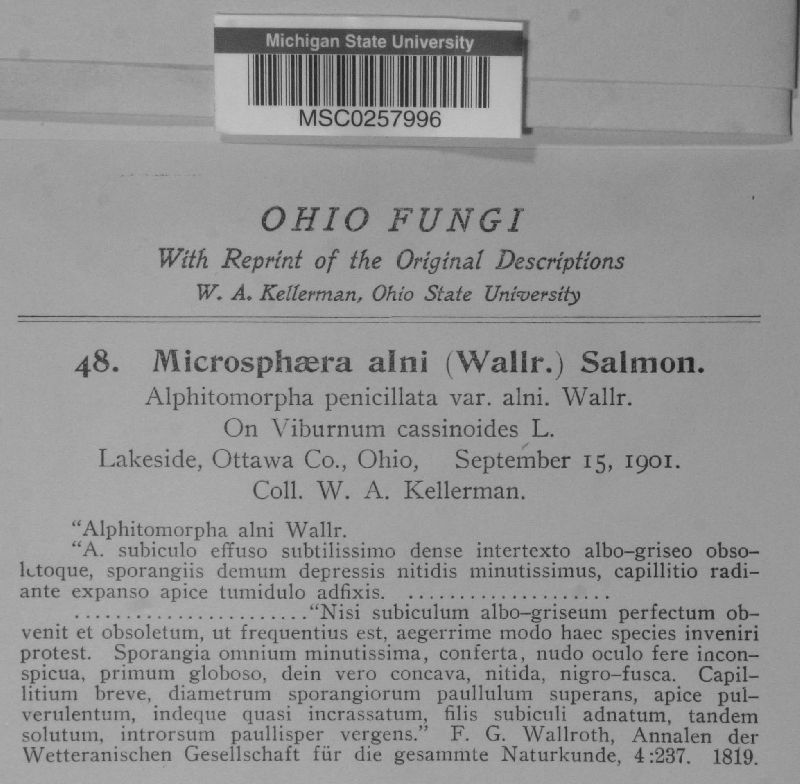 Michigan State University
MSC0257996
OHIO FUNGI
With Reprint of the Original Descriptions
W. A. Kellerman, Ohio State University
48. Microsphæra alni (Wallr.) Salmon.
Alphitomorpha penicillata var. alni. Wallr.
On Viburnum cassinoides L.
Lakeside, Ottawa Co., Ohio, September 15, 1901.
Coll. W. A. Kellerman.
“Alphitomorpha alni Wallr.
“A. subiculo effuso subtilissimo dense intertexto albo-griseo obso-
letoque, sporangiis demum depressis nitidis minutissimus, capillitio radi-
ante expanso apice tumidulo adfixis. ...................
......................“Nisi subiculum albo-griseum perfectum ob-
venit et obsoletum, ut frequentius est, aegerrime modo haec species inveniri
protest. Sporangia omnium minutissima, conferta, nudo oculo fere incon-
spicua, primum globoso, dein vero concava, nitida, nigro-fusca. Capil-
litium breve, diametrum sporangiorum paullulum superans, apice pul-
verulentum, indeque quasi incrassatum, filis subiculi adnatum, tandem
solutum, introrsum paullisper vergens.” F. G. Wallroth, Annalen der
Wetteranischen Gesellschaft für die gesammte Naturkunde, 4:237. 1819.